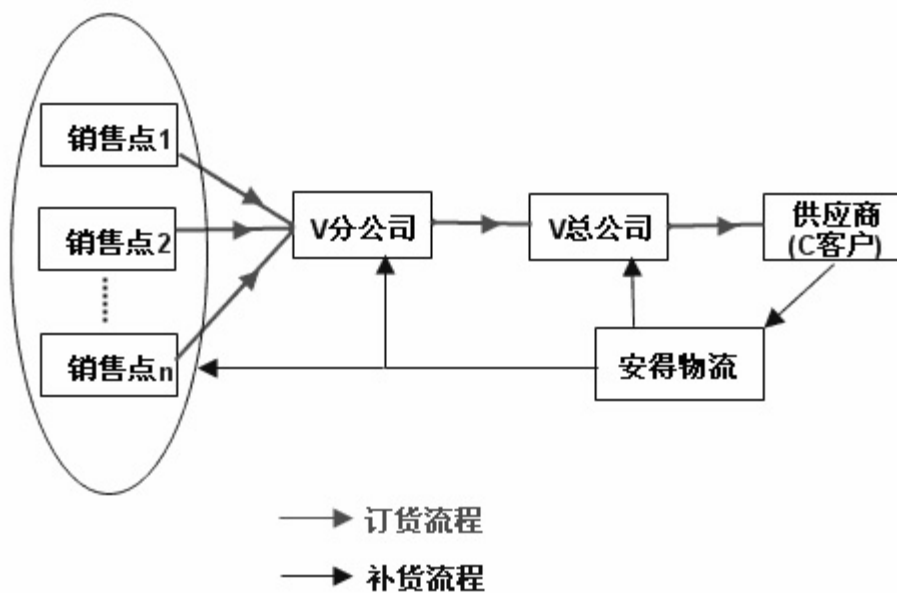 销售点1
销售点2
销售点n
V分公司
V总公司
供应商
(C客户)
安得物流
订货流程
补货流程